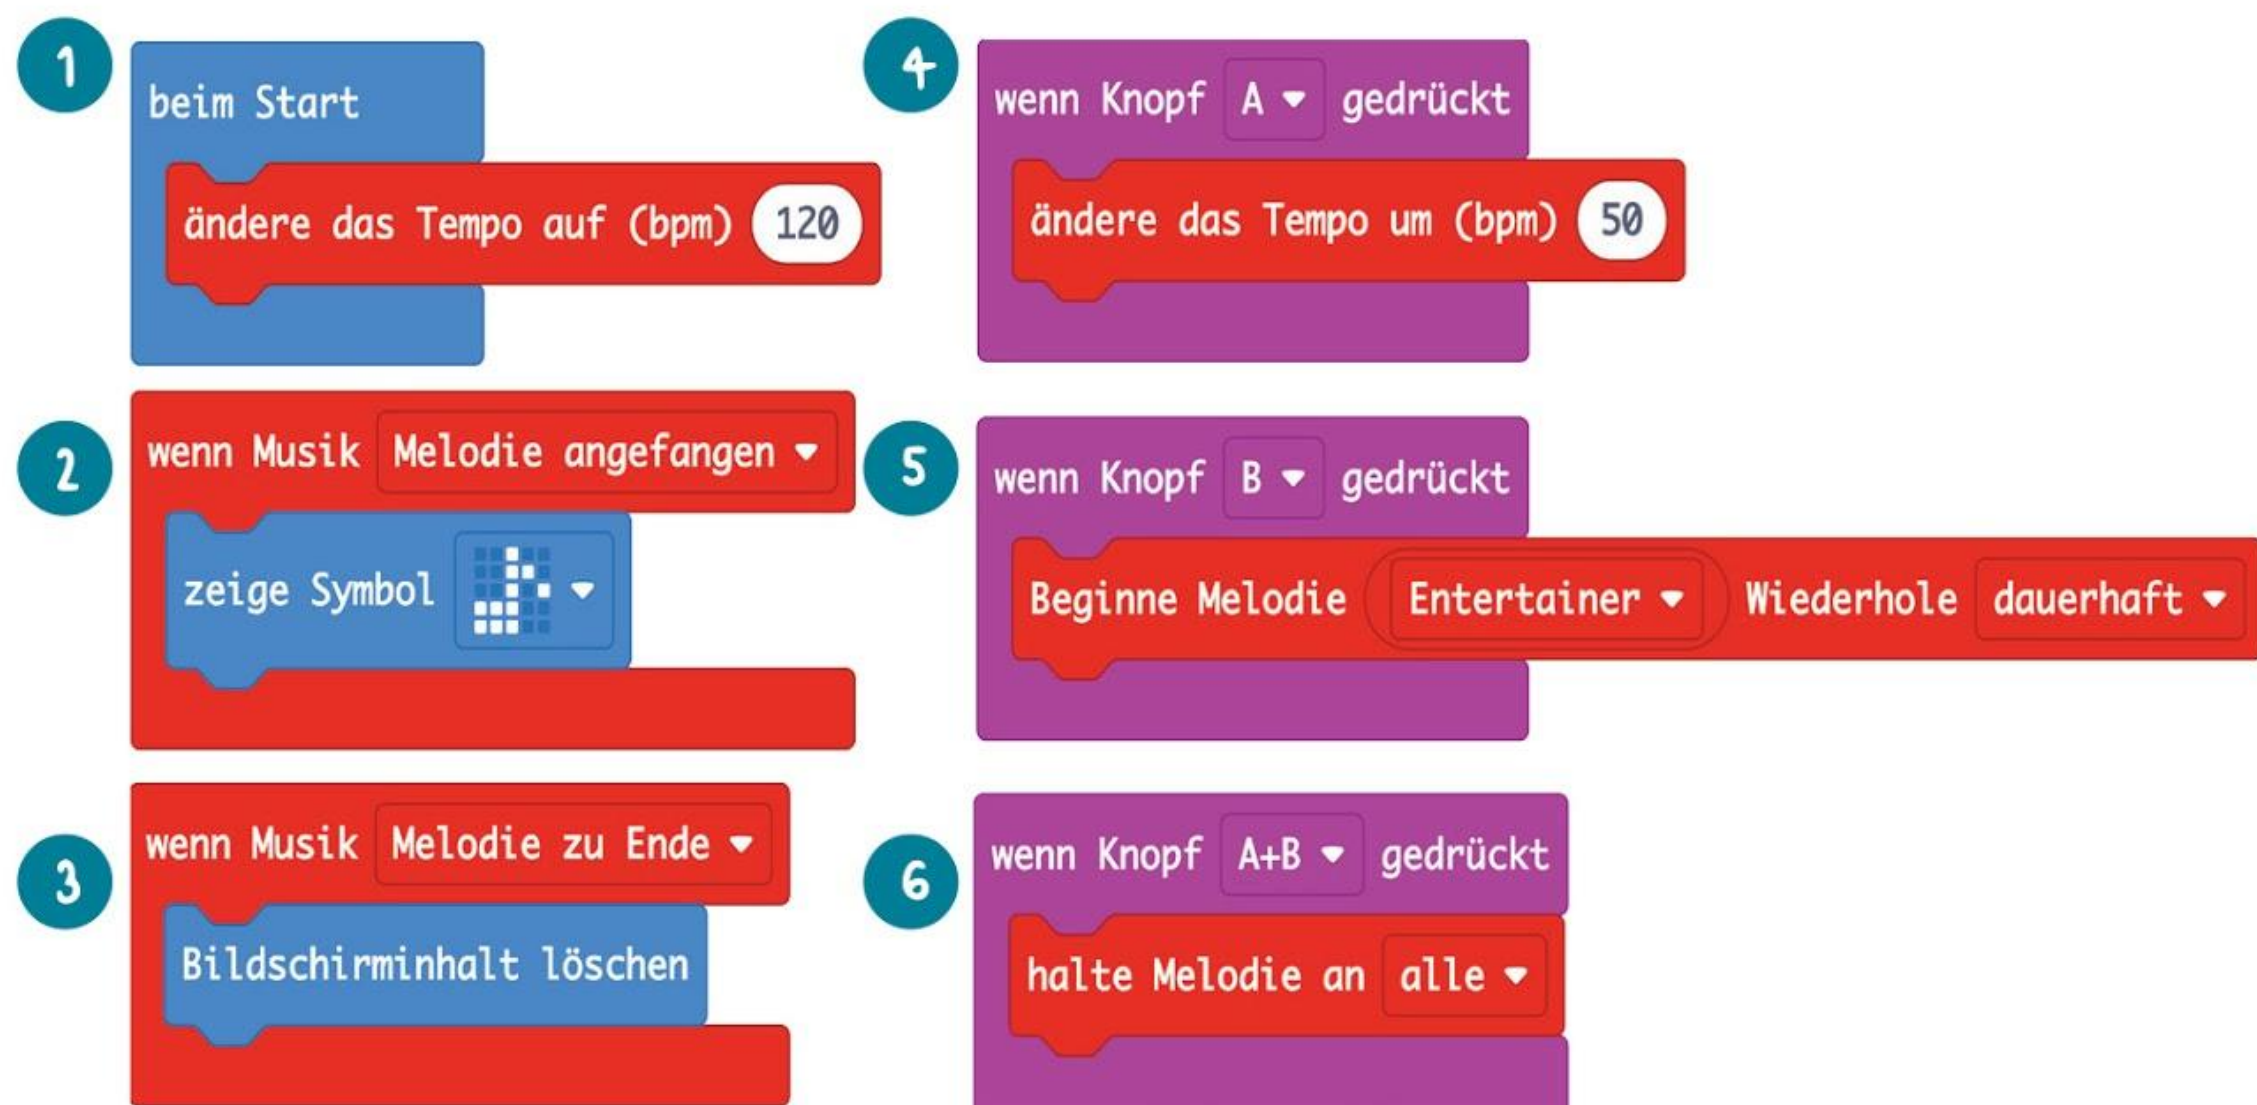 1
beim Start
ändere das Tempo auf (bpm) 120
2
wenn Musik Melodie angefangen
zeige Symbol
3
wenn Musik Melodie zu Ende
Bildschirminhalt löschen
4
wenn Knopf A gedrückt
ändere das Tempo um (bpm) 50
5
wenn Knopf B gedrückt
Beginne Melodie Entertainer Wiederhole dauerhaft
6
wenn Knopf A+B gedrückt
halte Melodie an alle